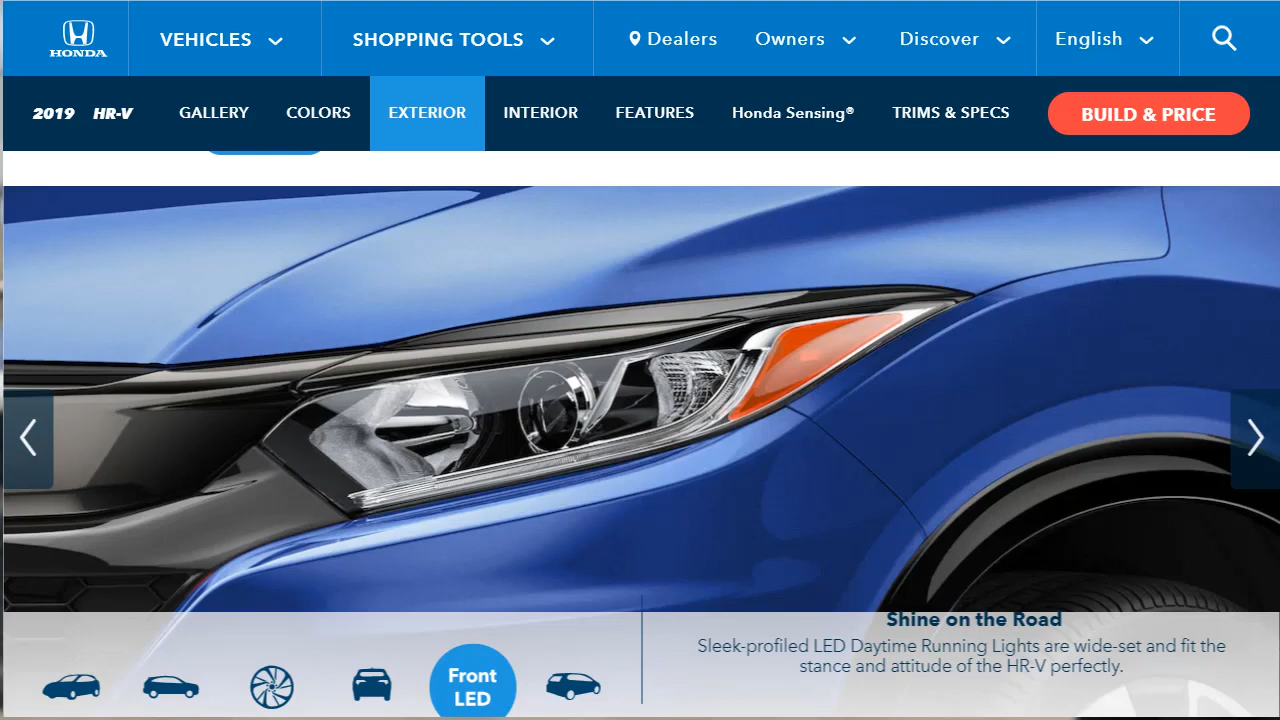 HONDA
VEHICLES
SHOPPING TOOLS
Dealers
Owners
Discover
English
2019 HR-V
GALLERY
COLORS
EXTERIOR
INTERIOR
FEATURES
Honda Sensing®
TRIMS & SPECS
BUILD & PRICE
Shine on the Road
Sleek-profiled LED Daytime Running Lights are wide-set and fit the
stance and attitude of the HR-V perfectly.
Front
LED